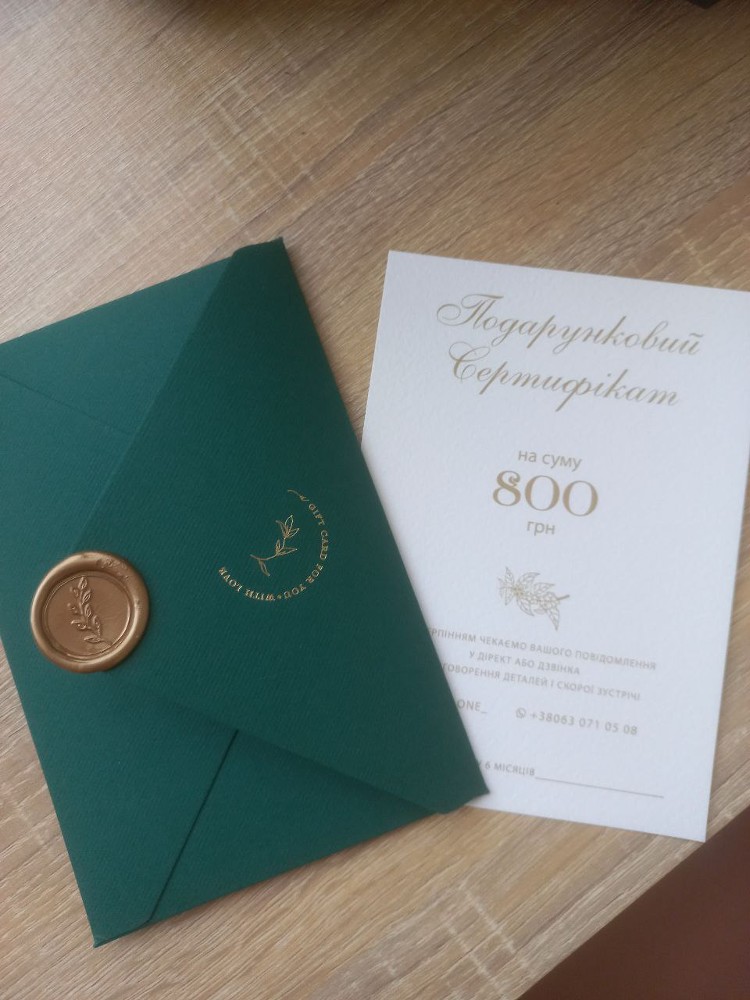 GIFT CARD FOR YOU • WITH LOVE
Подарунковий
Сертифікат
на суму
800
грн
ЧЕКАЄМО ВАШОГО ПОВІДОМЛЕННЯ
У ДІРЕКТ АБО ДЗВІНКА
ДЕТАЛЕЙ І СКОРОЇ ЗУСТРІЧІ
+38063 071 05 08
6 МІСЯЦІВ